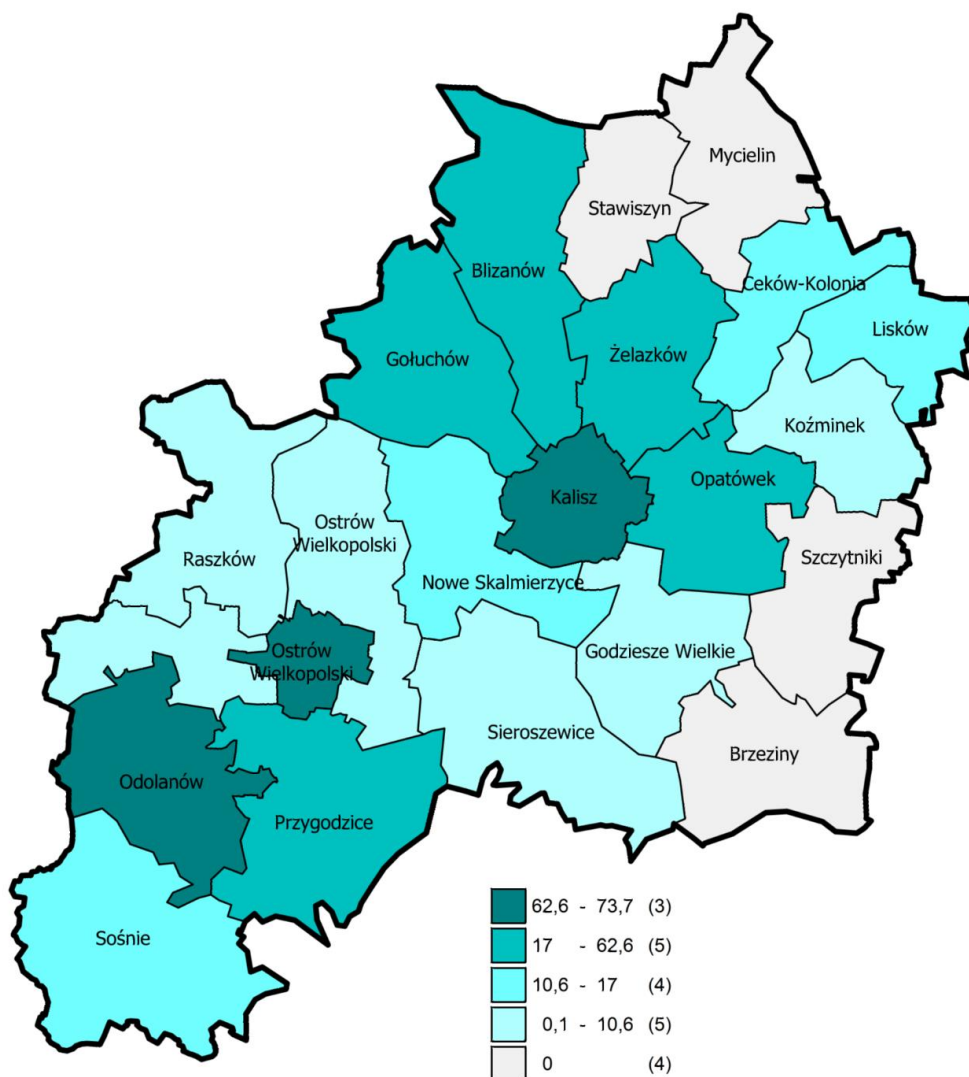 Mycielin
Stawiszyn
Blizanów
Ceków-Kolonia
Lisków
Gołuchów
Żelazków
Koźminek
Opatówek
Kalisz
Ostrów
Wielkopolski
Raszków
Szczytniki
Nowe Skalmierzyce
Ostrów
Wielkopolski
Godziesze Wielkie
Sieroszewice
Brzeziny
Odolanów
Przygodzice
Sośnie
62,6 - 73,7 (3)
17 - 62,6 (5)
10,6 - 17 (4)
0,1 - 10,6 (5)
0 (4)